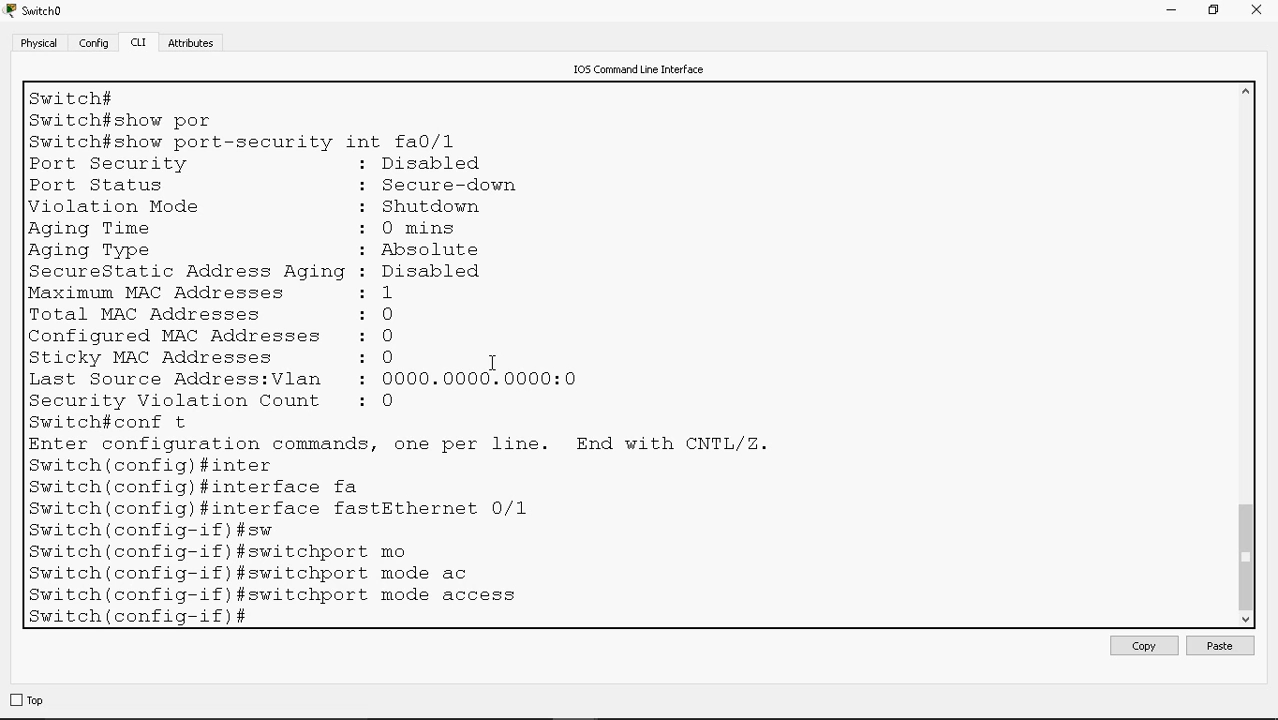 Switch0
Physical Config CLI Attributes
IOS Command Line Interface
Switch#
Switch#show por
Switch#show port-security int fa0/1
Port Security : Disabled
Port Status : Secure-down
Violation Mode : Shutdown
Aging Time : 0 mins
Aging Type : Absolute
SecureStatic Address Aging : Disabled
Maximum MAC Addresses : 1
Total MAC Addresses : 0
Configured MAC Addresses : 0
Sticky MAC Addresses : 0
Last Source Address:Vlan : 0000.0000.0000:0
Security Violation Count : 0
Switch#conf t
Enter configuration commands, one per line. End with CNTL/Z.
Switch(config)#inter
Switch(config)#interface fa
Switch(config)#interface fastEthernet 0/1
Switch(config-if)#sw
Switch(config-if)#switchport mo
Switch(config-if)#switchport mode ac
Switch(config-if)#switchport mode access
Switch(config-if)#
Copy Paste
Top